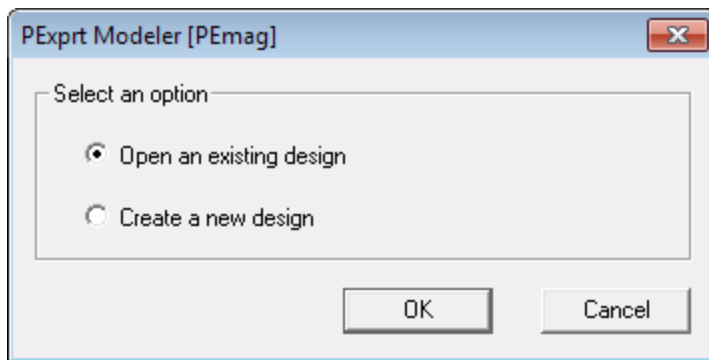 PExprt Modeler [PEmag]
Select an option
Open an existing design
Create a new design
OK Cancel